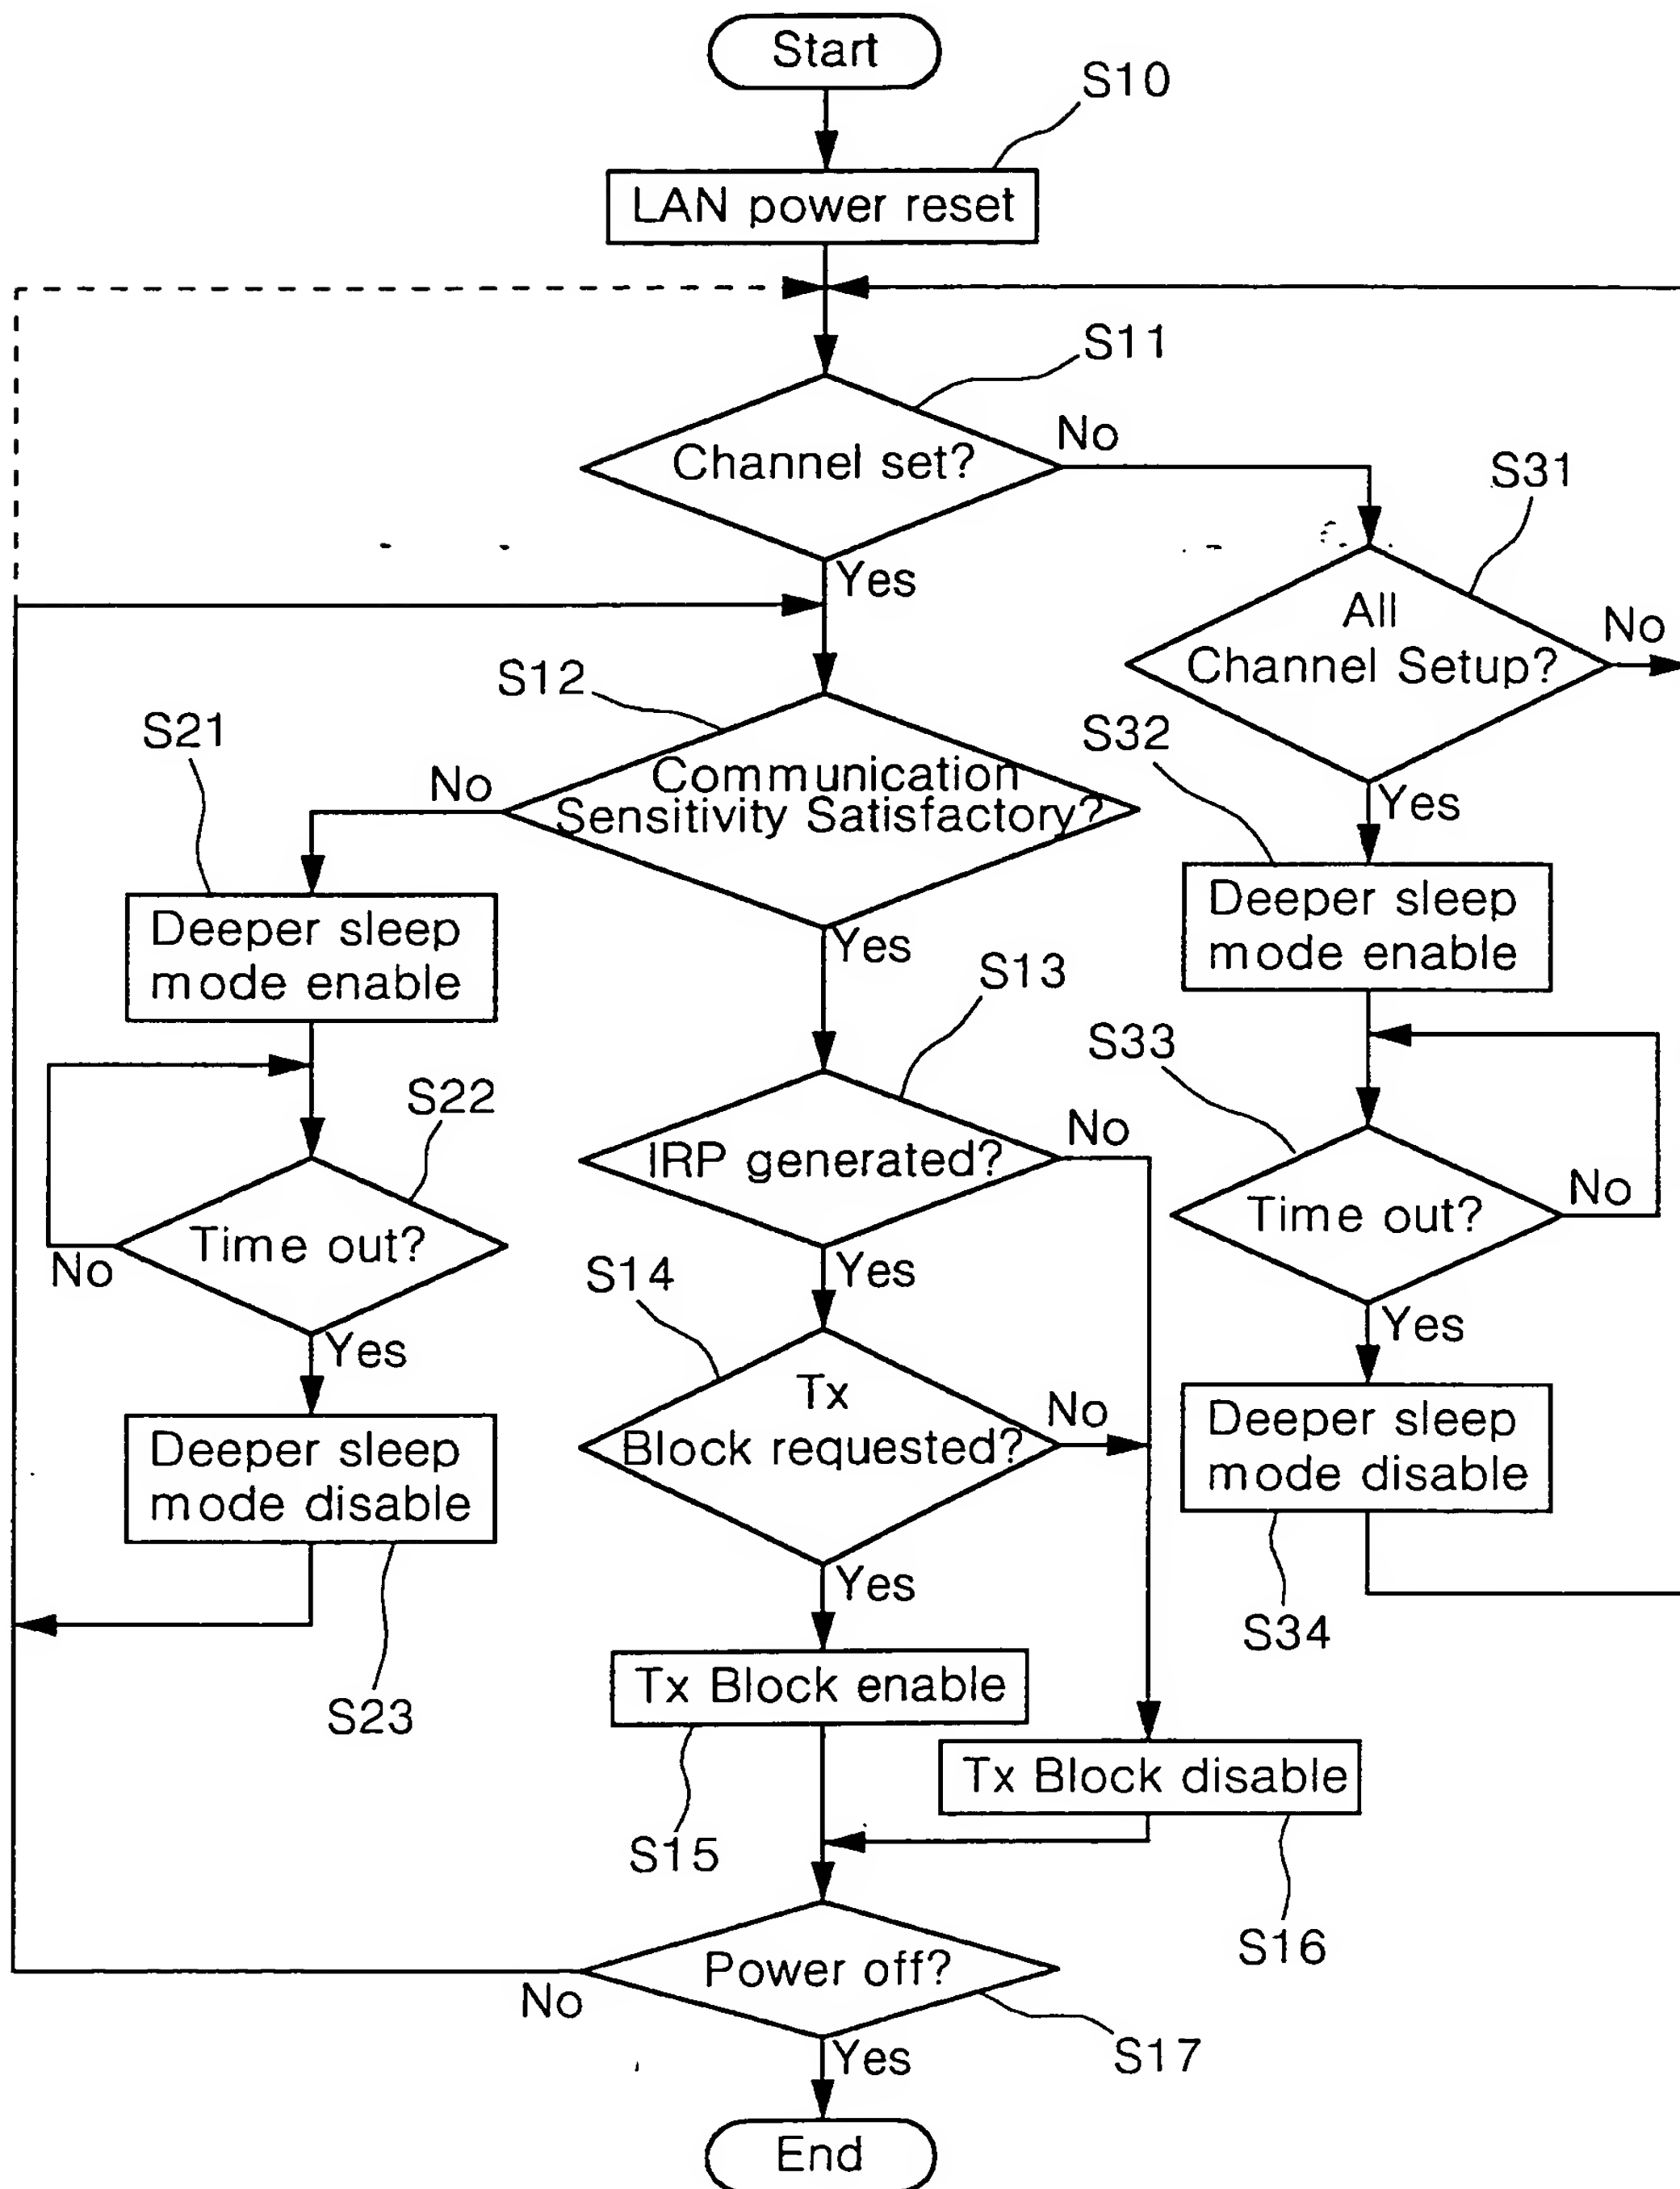 Start
S10
LAN power reset
S11
Channel set?
No
S31
Yes
All
Channel Setup?
No
S12
S21
S32
No
Communication
Sensitivity Satisfactory?
Yes
Deeper sleep
mode enable
Yes
S13
Deeper sleep
mode enable
S33
S22
IRP generated?
No
Time out?
No
Time out?
No
S14
Yes
Yes
Yes
Tx
Block requested?
No
Deeper sleep
mode disable
Deeper sleep
mode disable
Yes
S34
Tx Block enable
S23
Tx Block disable
S15
S16
Power off?
No
S17
Yes
End